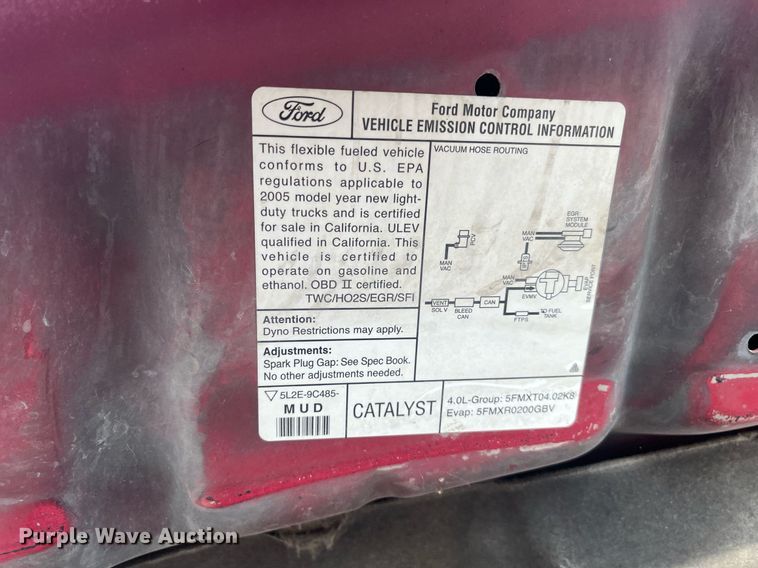 Ford
Ford Motor Company
VEHICLE EMISSION CONTROL INFORMATION
This flexible fueled vehicle
conforms to U.S. EPA
regulations applicable to
2005 model year new light-
duty trucks and is certified
for sale in California. ULEV
qualified in California. This
vehicle is certified to
operate on gasoline and
ethanol. OBD II certified.
TWC/HO2S/EGR/SFI
Attention:
Dyno Restrictions may apply.
Adjustments:
Spark Plug Gap: See Spec Book.
No other adjustments needed.
VACUUM HOSE ROUTING
MAN
VAC
PCV
MAN
VAC
EGR
SYSTEM
MODULE
MAN
VAC
EVMV
EVAP
SERVICE PORT
VENT
SOL V
BLEED
CAN
CAN
FTPS
TO FUEL
TANK
5L2E-9C485-
MUD
CATALYST
4.0L-Group: 5FMXT04.02K8
Evap: 5FMXR0200GBV
Purple Wave Auction